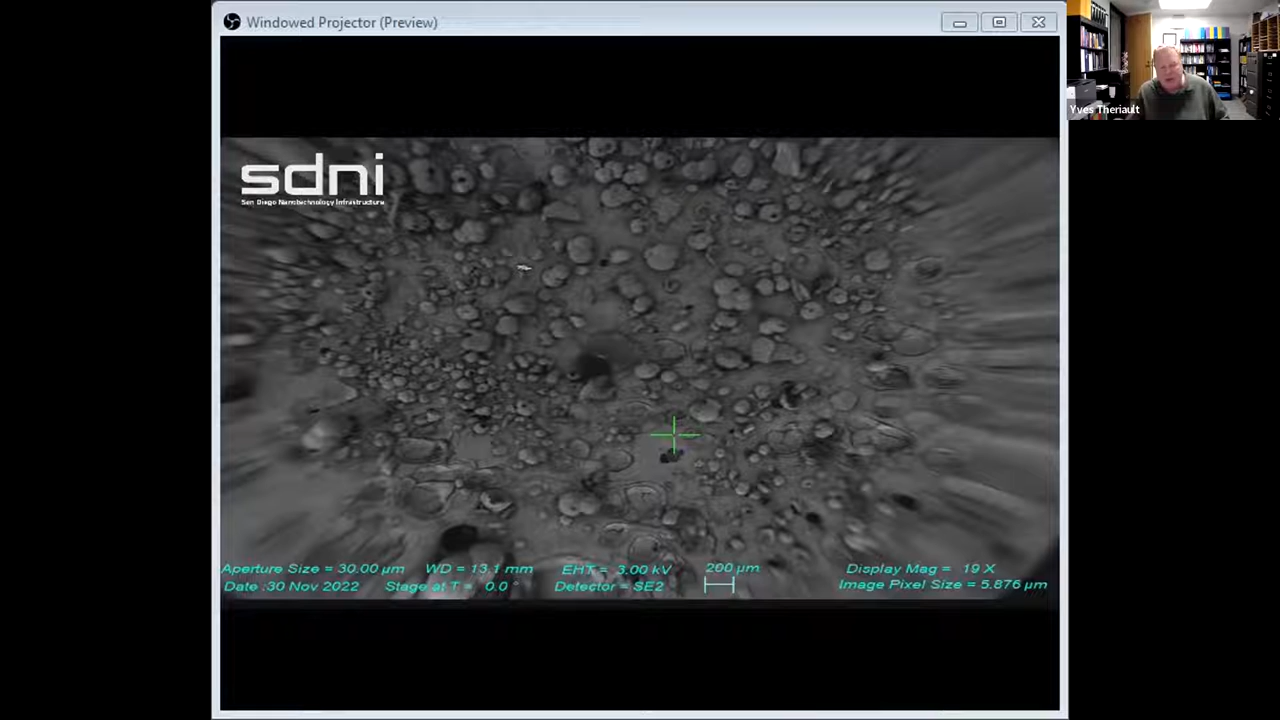 Windowed Projector (Preview)
Yves Theriault
sdni
San Diego Nanotechnology Infrastructure
Aperture Size = 30.00 µm WD = 13.1 mm EHT = 3.00 kV 200 µm Display Mag = 19 X
Date :30 Nov 2022 Stage at T = 0.0 ° Detector = SE2 Image Pixel Size = 5.876 µm